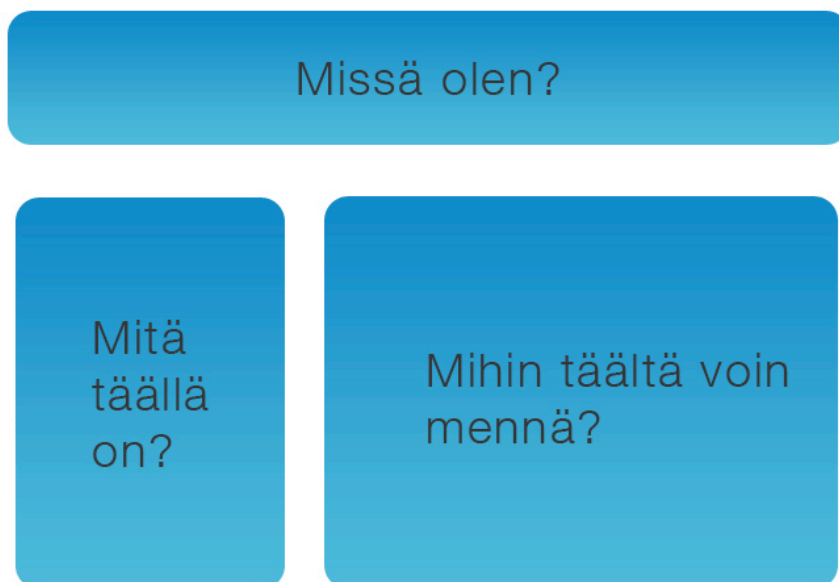 Missä olen?
Mitä
täällä
on?
Mihin täältä voin
mennä?